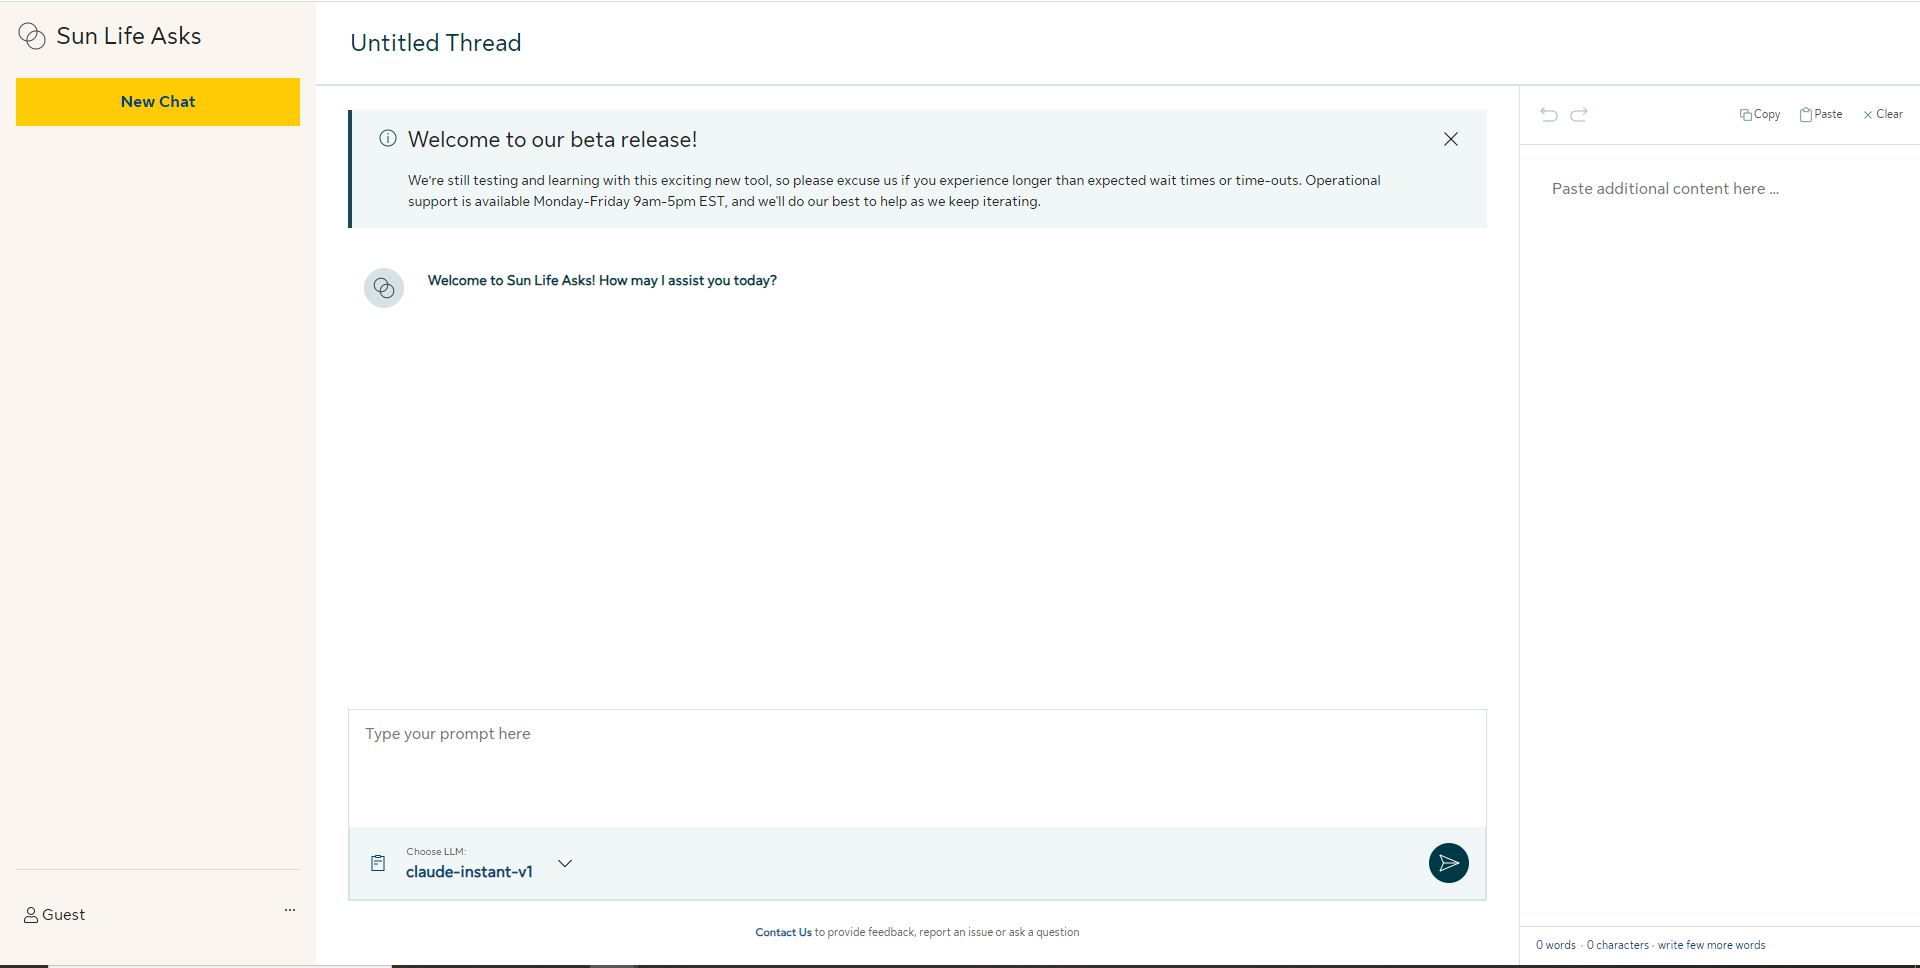 Sun Life Asks
New Chat
Untitled Thread
Welcome to our beta release!
We're still testing and learning with this exciting new tool, so please excuse us if you experience longer than expected wait times or time-outs. Operational
support is available Monday-Friday 9am-5pm EST, and we'll do our best to help as we keep iterating.
Welcome to Sun Life Asks! How may I assist you today?
Type your prompt here
Choose LLM:
claude-instant-v1
Contact Us to provide feedback, report an issue or ask a question
Guest
Copy Paste Clear
Paste additional content here ...
0 words · 0 characters · write few more words